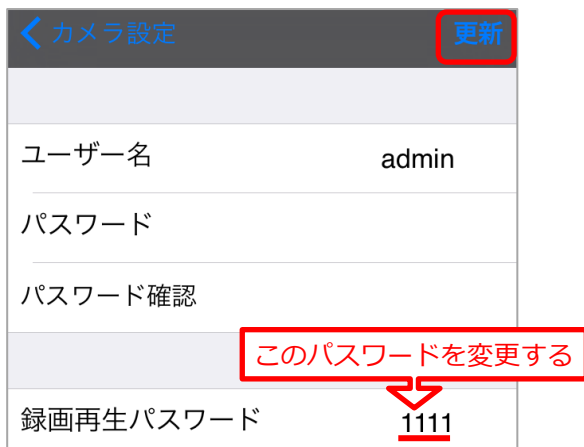 カメラ設定 更新
ユーザー名 admin
パスワード
パスワード確認
このパスワードを変更する
録画再生パスワード 1111